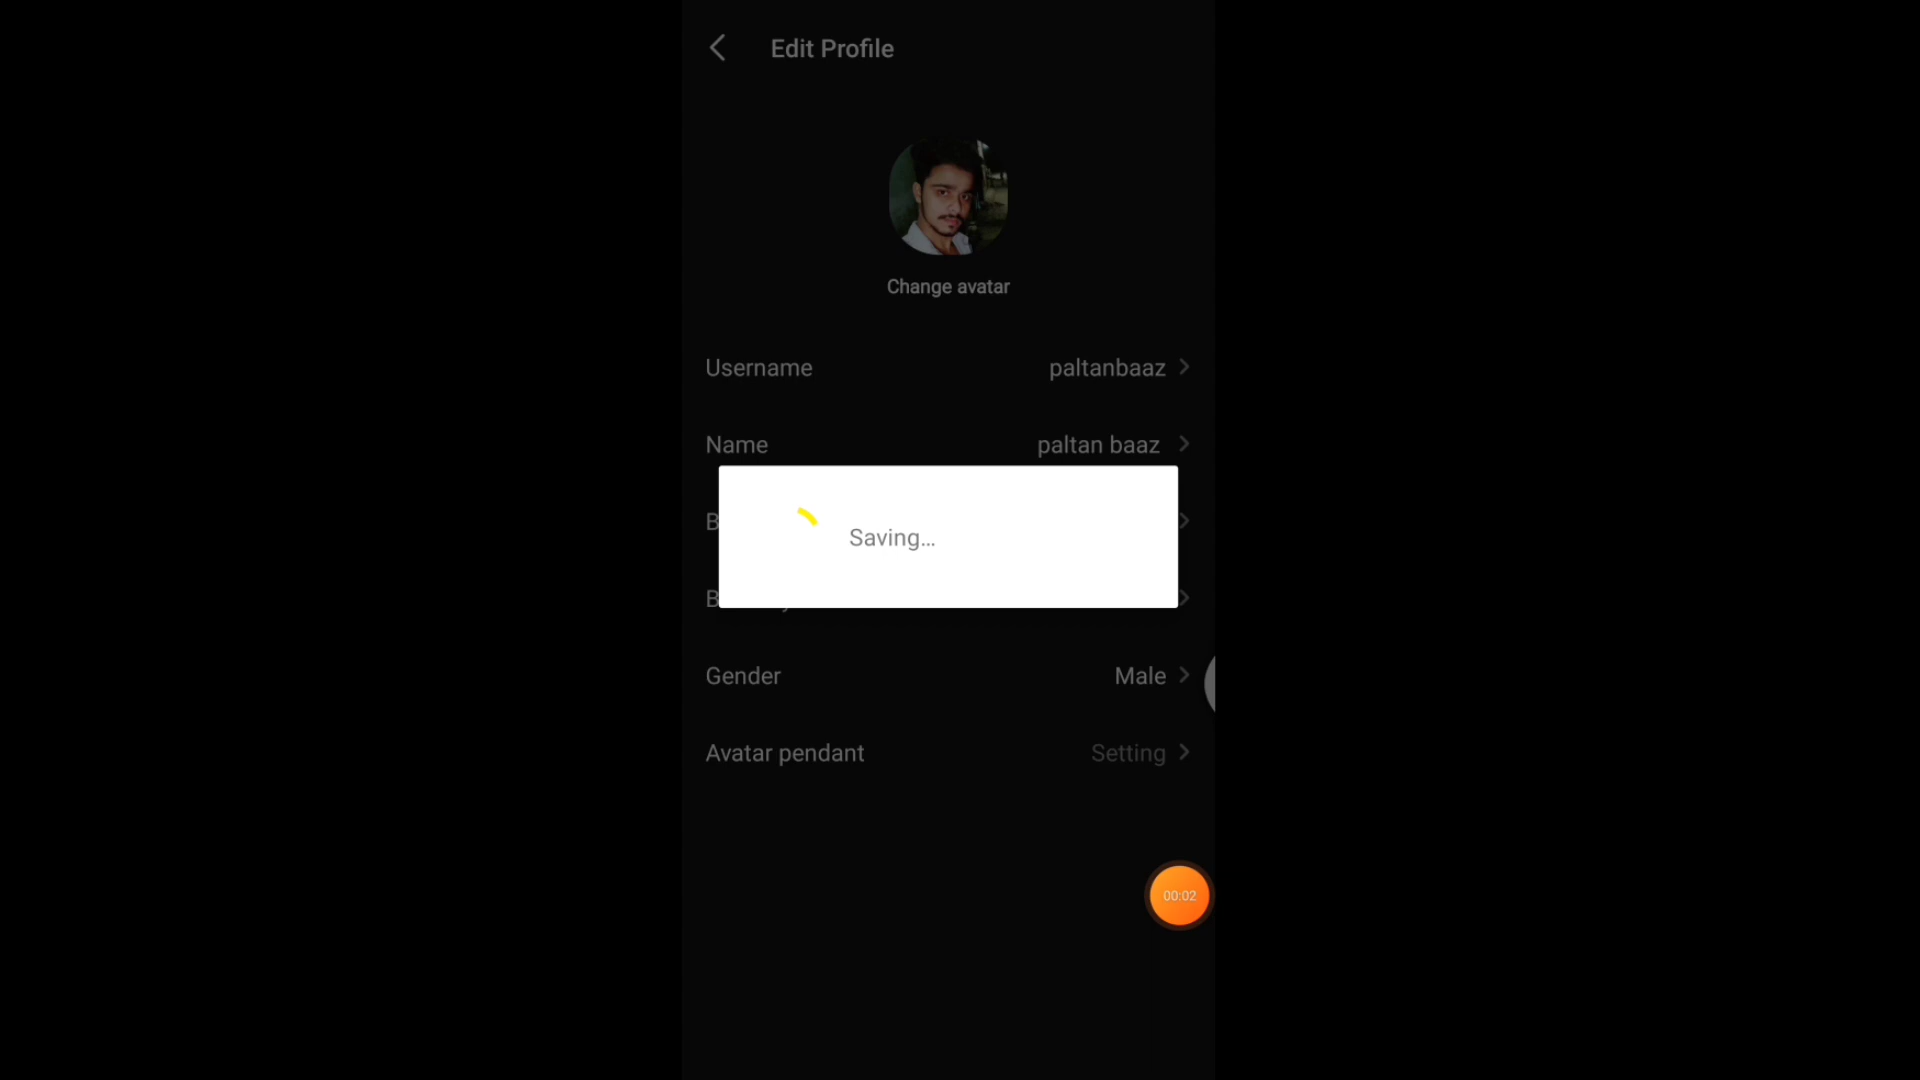 Edit Profile
Change avatar
Username paltanbaaz
Name paltan baaz
B
Saving...
B
Gender Male
Avatar pendant Setting
00:02